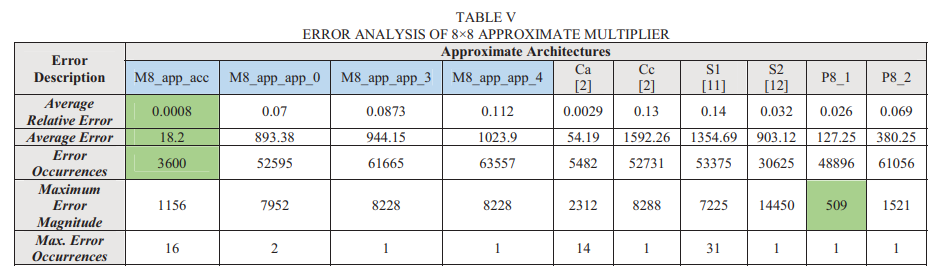 TABLE V
ERROR ANALYSIS OF 8×8 APPROXIMATE MULTIPLIER
Error Description Approximate Architectures
M8_app_acc M8_app_app_0 M8_app_app_3 M8_app_app_4 Ca [2] Cc [2] S1 [11] S2 [12] P8_1 P8_2
Average Relative Error 0.0008 0.07 0.0873 0.112 0.0029 0.13 0.14 0.032 0.026 0.069
Average Error 18.2 893.38 944.15 1023.9 54.19 1592.26 1354.69 903.12 127.25 380.25
Error Occurrences 3600 52595 61665 63557 5482 52731 53375 30625 48896 61056
Maximum Error Magnitude 1156 7952 8228 8228 2312 8288 7225 14450 509 1521
Max. Error Occurrences 16 2 1 1 14 1 31 1 1 1